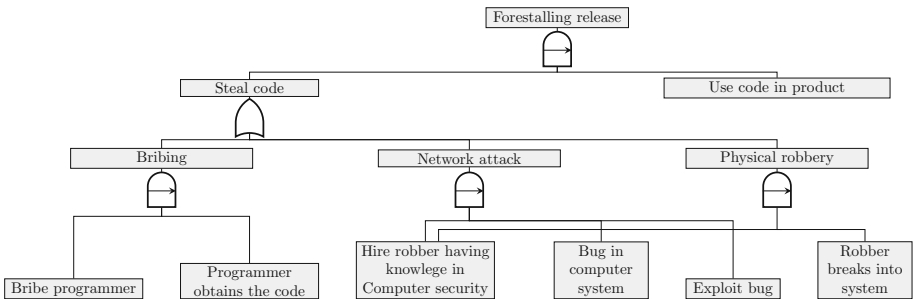 Forestalling release
Steal code
Use code in product
Bribing
Network attack
Physical robbery
Bribe programmer
Programmer
obtains the code
Hire robber having
knowlege in
Computer security
Bug in
computer
system
Exploit bug
Robber
breaks into
system